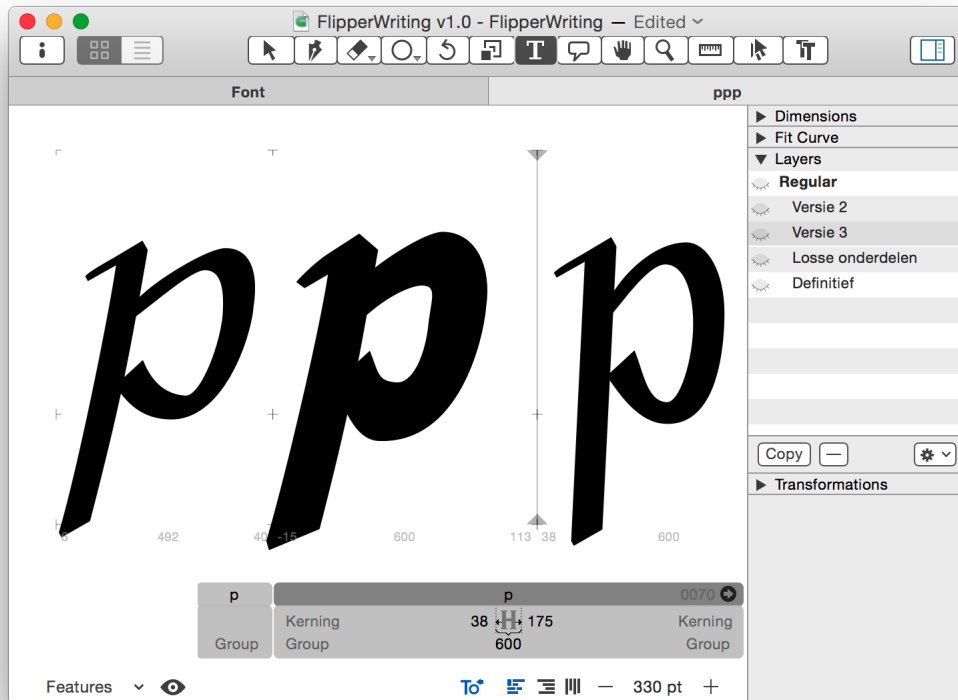 FlipperWriting v1.0 - FlipperWriting — Edited
T
Font
ppp
Dimensions
Fit Curve
Layers
Regular
Versie 2
Versie 3
Losse onderdelen
Definitief
Copy
Transformations
p p p
492 40 -15 600 113 38 600
p
Group
p 0070
Kerning 38 H 175 Kerning
Group 600 Group
Features
330 pt